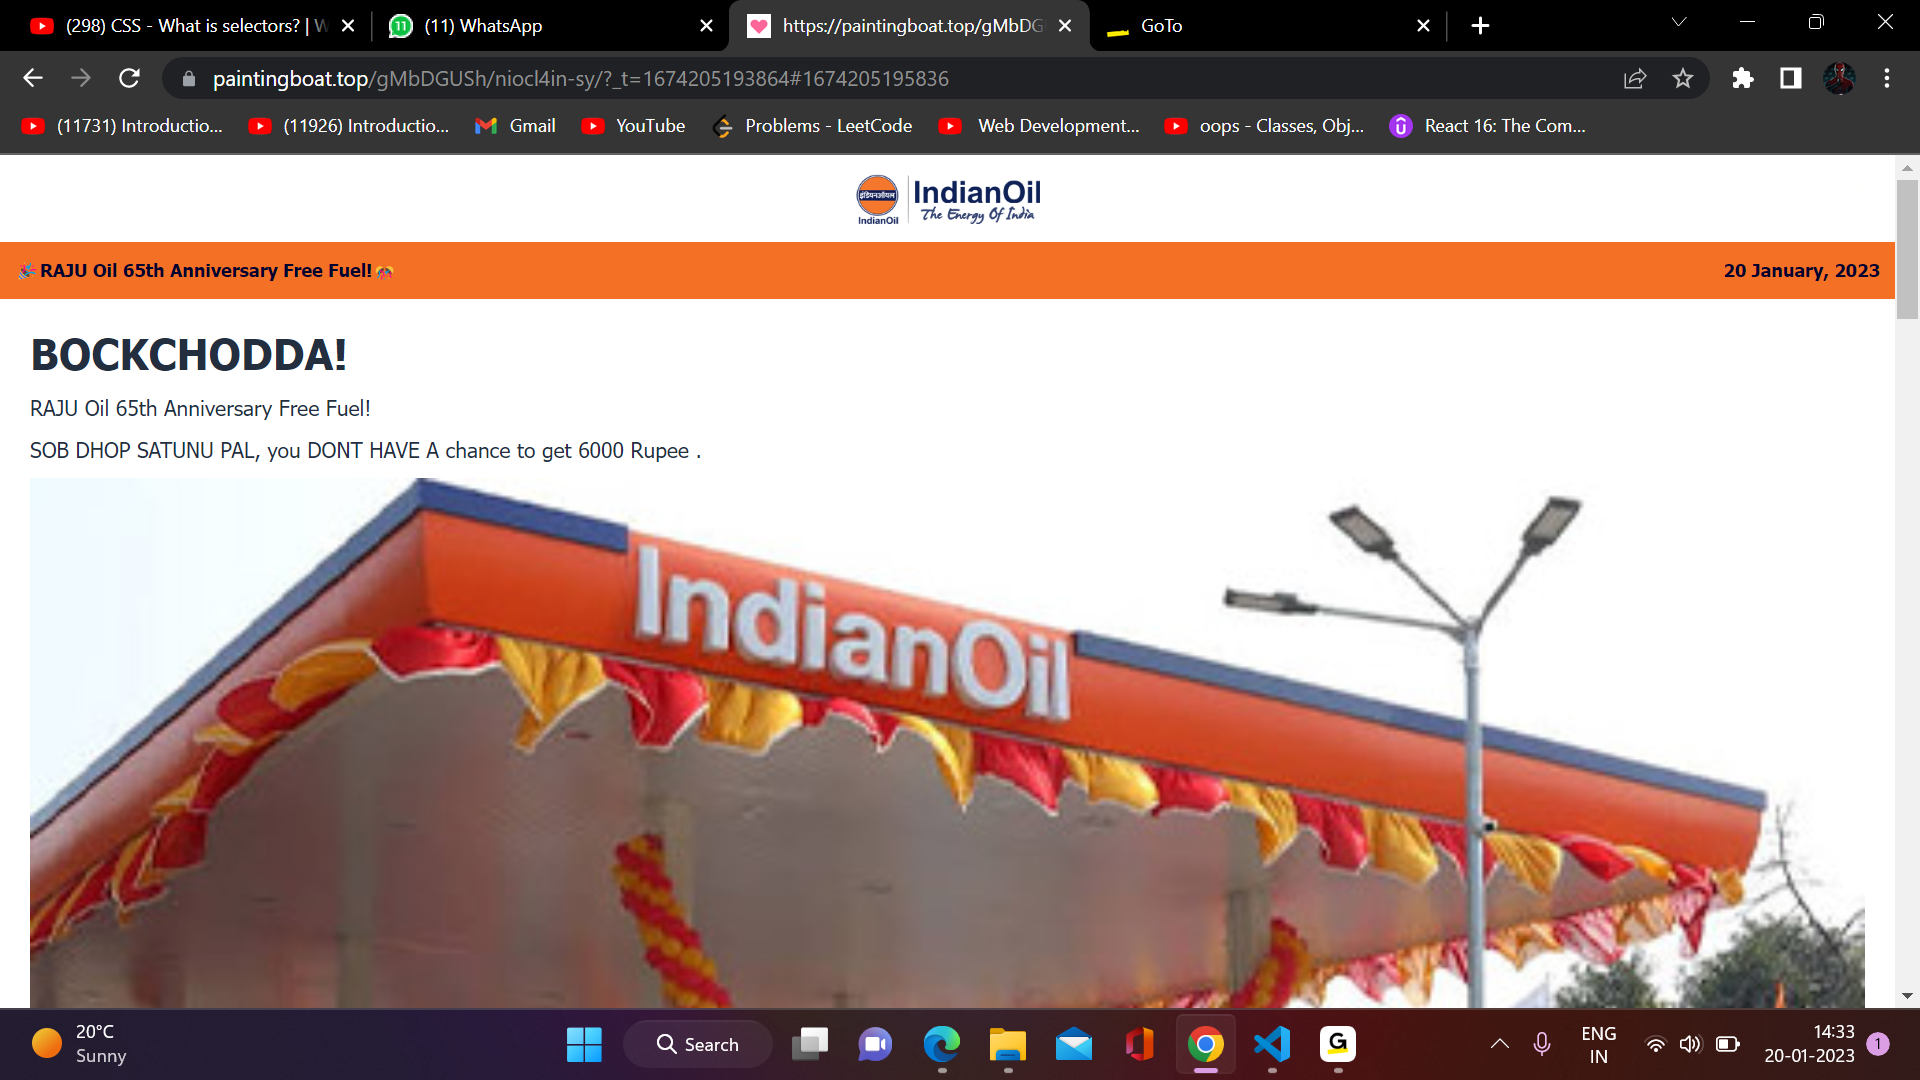 (298) CSS - What is selectors? | W
(11) WhatsApp
https://paintingboat.top/gMbDG
GoTo
paintingboat.top/gMbDGUSh/niocl4in-sy/?_t=1674205193864#1674205195836
(11731) Introductio...
(11926) Introductio...
Gmail
YouTube
Problems - LeetCode
Web Development...
oops - Classes, Obj...
React 16: The Com...
इंडियनऑयल
IndianOil
IndianOil
The Energy Of India
RAJU Oil 65th Anniversary Free Fuel!
20 January, 2023
BOCKCHODDA!
RAJU Oil 65th Anniversary Free Fuel!
SOB DHOP SATUNU PAL, you DONT HAVE A chance to get 6000 Rupee .
IndianOil
20°C
Sunny
Search
G
ENG
IN
14:33
20-01-2023
1